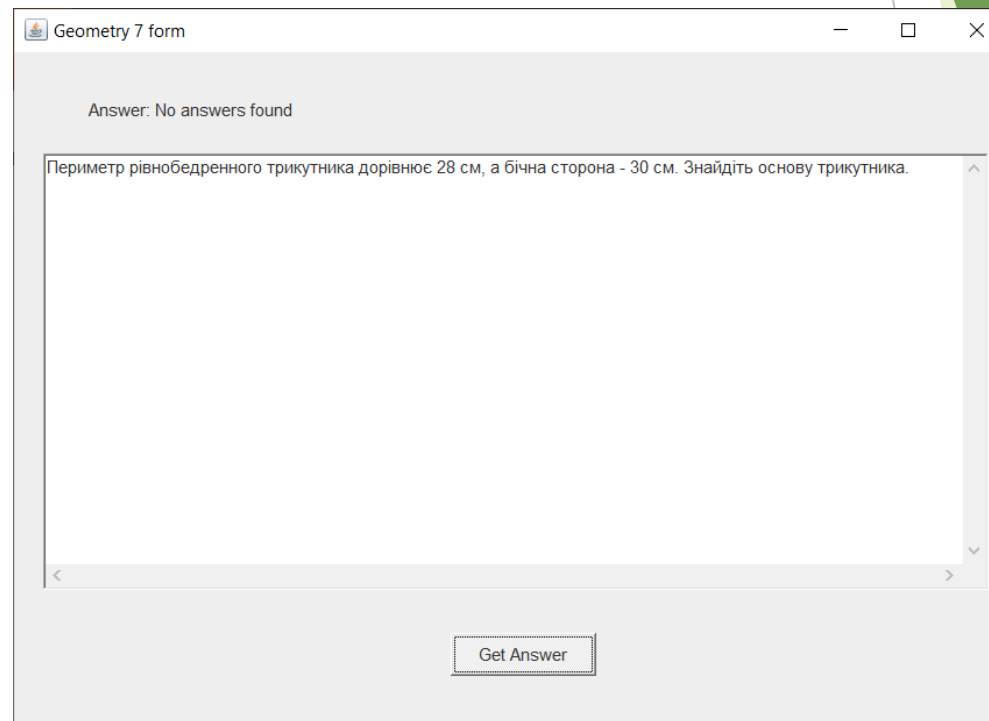 Geometry 7 form
Answer: No answers found
Периметр рівнобедренного трикутника дорівнює 28 см, а бічна сторона - 30 см. Знайдіть основу трикутника.
Get Answer